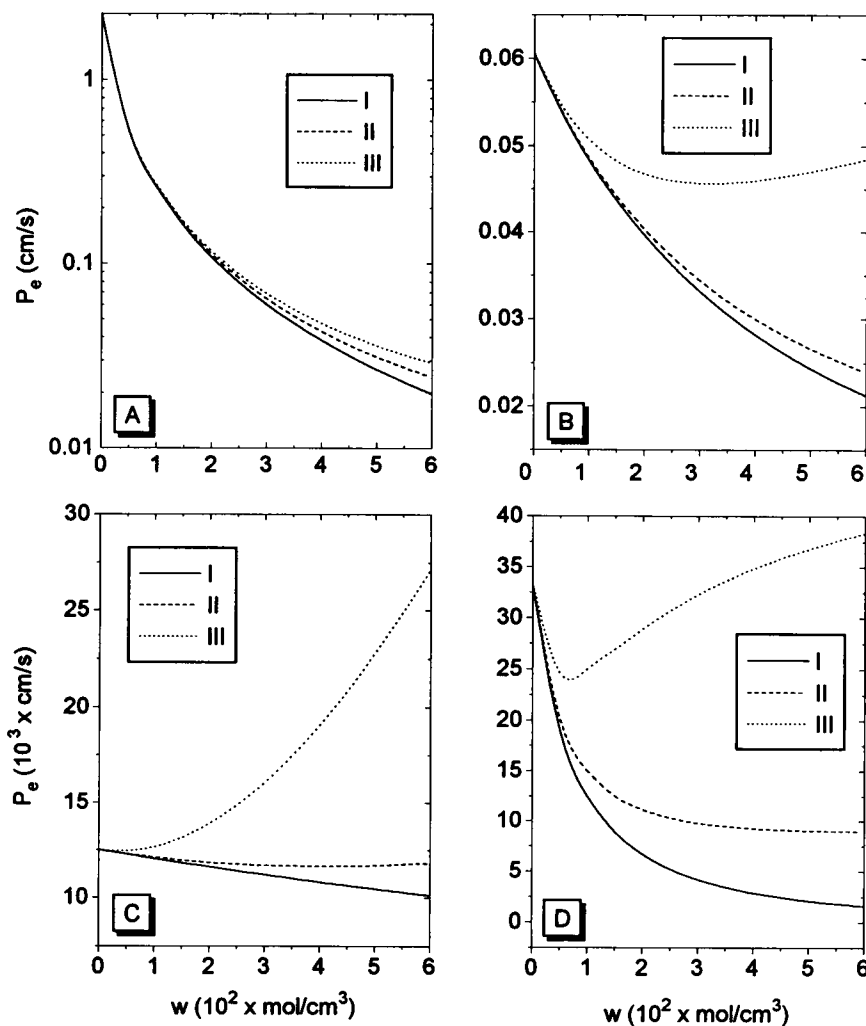 1
0.1
0.01
P_e (cm/s)
I
II
III
A
0 1 2 3 4 5 6
0.06
0.05
0.04
0.03
0.02
I
II
III
B
0 1 2 3 4 5 6
30
25
20
15
10
P_e (10^3 x cm/s)
I
II
III
C
0 1 2 3 4 5 6
w (10^2 x mol/cm^3)
40
35
30
25
20
15
10
5
0
I
II
III
D
0 1 2 3 4 5 6
w (10^2 x mol/cm^3)